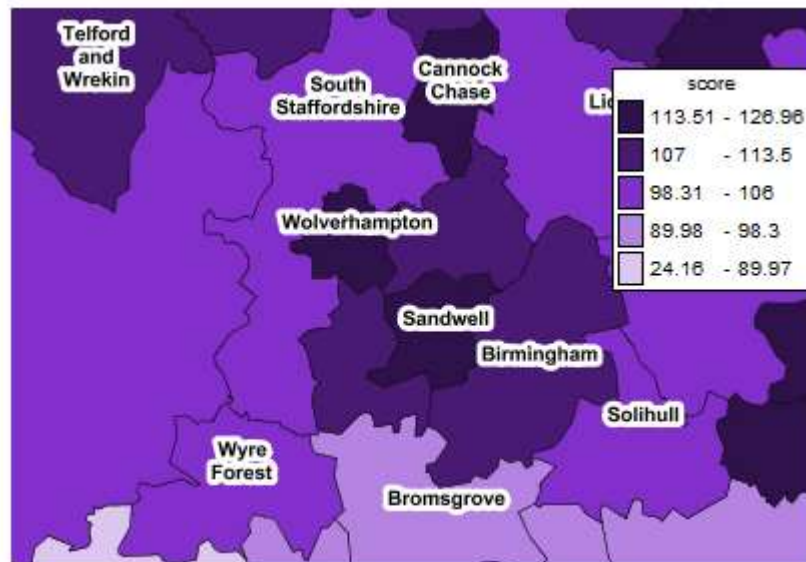 Telford
and
Wrekin
South
Staffordshire
Cannock
Chase
score
113.51 - 126.96
107 - 113.5
98.31 - 106
89.98 - 98.3
24.16 - 89.97
Wolverhampton
Sandwell
Birmingham
Solihull
Wyre
Forest
Bromsgrove